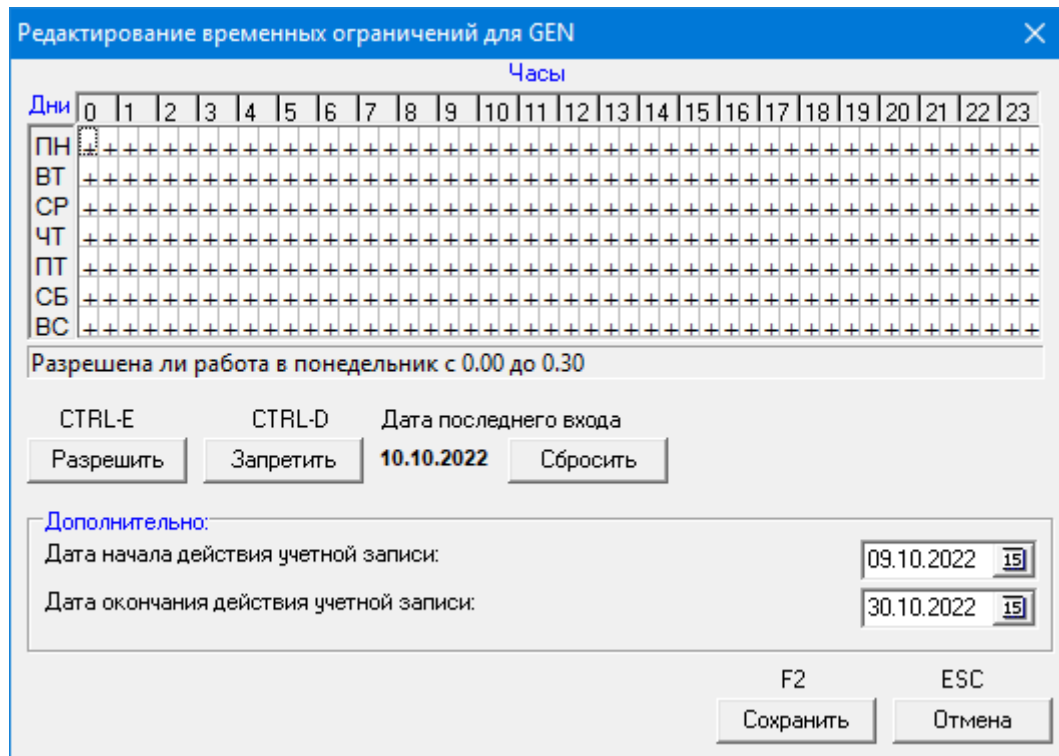 Редактирование временных ограничений для GEN
Часы
Дни 0 1 2 3 4 5 6 7 8 9 10 11 12 13 14 15 16 17 18 19 20 21 22 23
ПН + + + + + + + + + + + + + + + + + + + + + + + + + + + + + + + + + + + + + + + + + + + + + + + +
ВТ + + + + + + + + + + + + + + + + + + + + + + + + + + + + + + + + + + + + + + + + + + + + + + + +
СР + + + + + + + + + + + + + + + + + + + + + + + + + + + + + + + + + + + + + + + + + + + + + + + +
ЧТ + + + + + + + + + + + + + + + + + + + + + + + + + + + + + + + + + + + + + + + + + + + + + + + +
ПТ + + + + + + + + + + + + + + + + + + + + + + + + + + + + + + + + + + + + + + + + + + + + + + + +
СБ + + + + + + + + + + + + + + + + + + + + + + + + + + + + + + + + + + + + + + + + + + + + + + + +
ВС + + + + + + + + + + + + + + + + + + + + + + + + + + + + + + + + + + + + + + + + + + + + + + + +
Разрешена ли работа в понедельник с 0.00 до 0.30
CTRL-E CTRL-D Дата последнего входа
Разрешить Запретить 10.10.2022 Сбросить
Дополнительно:
Дата начала действия учетной записи: 09.10.2022 15
Дата окончания действия учетной записи: 30.10.2022 15
F2 ESC
Сохранить Отмена